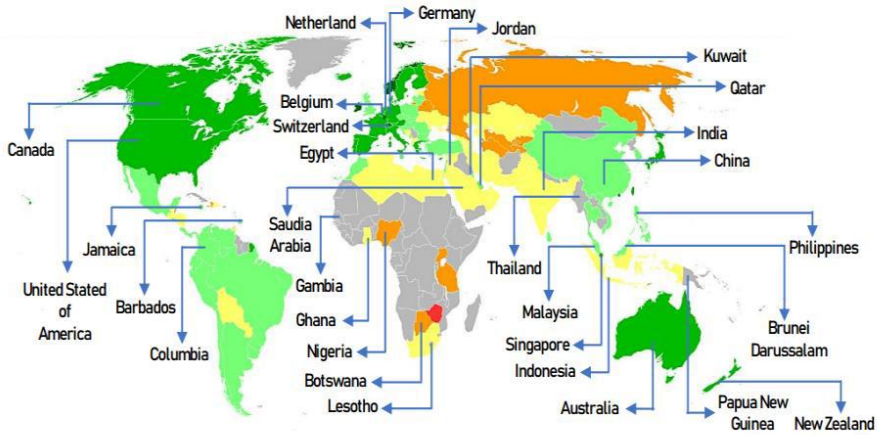 Netherland
Germany
Jordan
Kuwait
Qatar
Belgium
Switzerland
Egypt
India
China
Canada
Saudia
Arabia
Jamaica
Barbados
Gambia
Thailand
Philippines
United Stated
of
America
Columbia
Ghana
Nigeria
Botswana
Lesotho
Malaysia
Singapore
Indonesia
Brunei
Darussalam
Australia
Papua New
Guinea
New Zealand